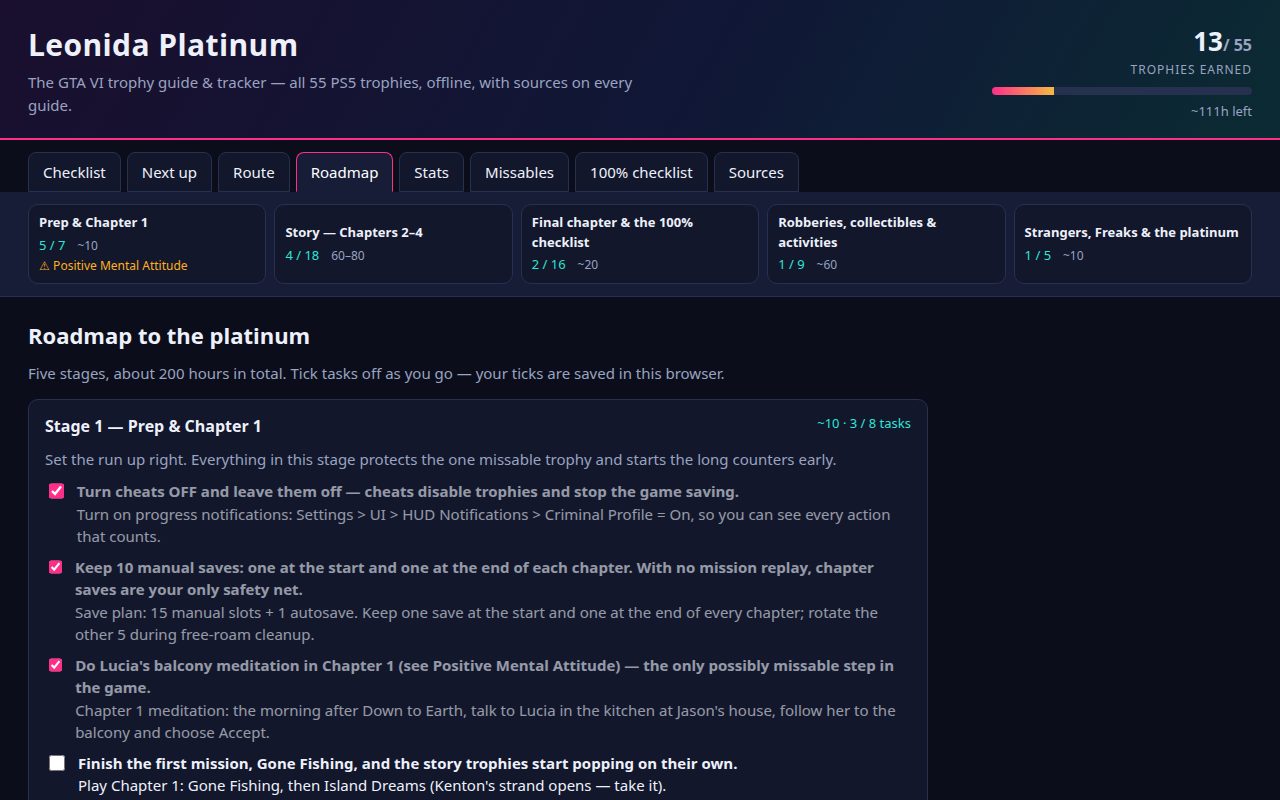 Leonida Platinum
The GTA VI trophy guide & tracker — all 55 PS5 trophies, offline, with sources on every
guide.
13/ 55
TROPHIES EARNED
~111h left
Checklist
Next up
Route
Roadmap
Stats
Missables
100% checklist
Sources
Prep & Chapter 1
5 / 7 ~10
⚠ Positive Mental Attitude
Story — Chapters 2–4
4 / 18 60–80
Final chapter & the 100%
checklist
2 / 16 ~20
Robberies, collectibles &
activities
1 / 9 ~60
Strangers, Freaks & the platinum
1 / 5 ~10
Roadmap to the platinum
Five stages, about 200 hours in total. Tick tasks off as you go — your ticks are saved in this browser.
Stage 1 — Prep & Chapter 1
~10 · 3 / 8 tasks
Set the run up right. Everything in this stage protects the one missable trophy and starts the long counters early.
Turn cheats OFF and leave them off — cheats disable trophies and stop the game saving.
Turn on progress notifications: Settings > UI > HUD Notifications > Criminal Profile = On, so you can see every action
that counts.
Keep 10 manual saves: one at the start and one at the end of each chapter. With no mission replay, chapter
saves are your only safety net.
Save plan: 15 manual slots + 1 autosave. Keep one save at the start and one at the end of every chapter; rotate the
other 5 during free-roam cleanup.
Do Lucia's balcony meditation in Chapter 1 (see Positive Mental Attitude) — the only possibly missable step in
the game.
Chapter 1 meditation: the morning after Down to Earth, talk to Lucia in the kitchen at Jason's house, follow her to the
balcony and choose Accept.
Finish the first mission, Gone Fishing, and the story trophies start popping on their own.
Play Chapter 1: Gone Fishing, then Island Dreams (Kenton's strand opens — take it).